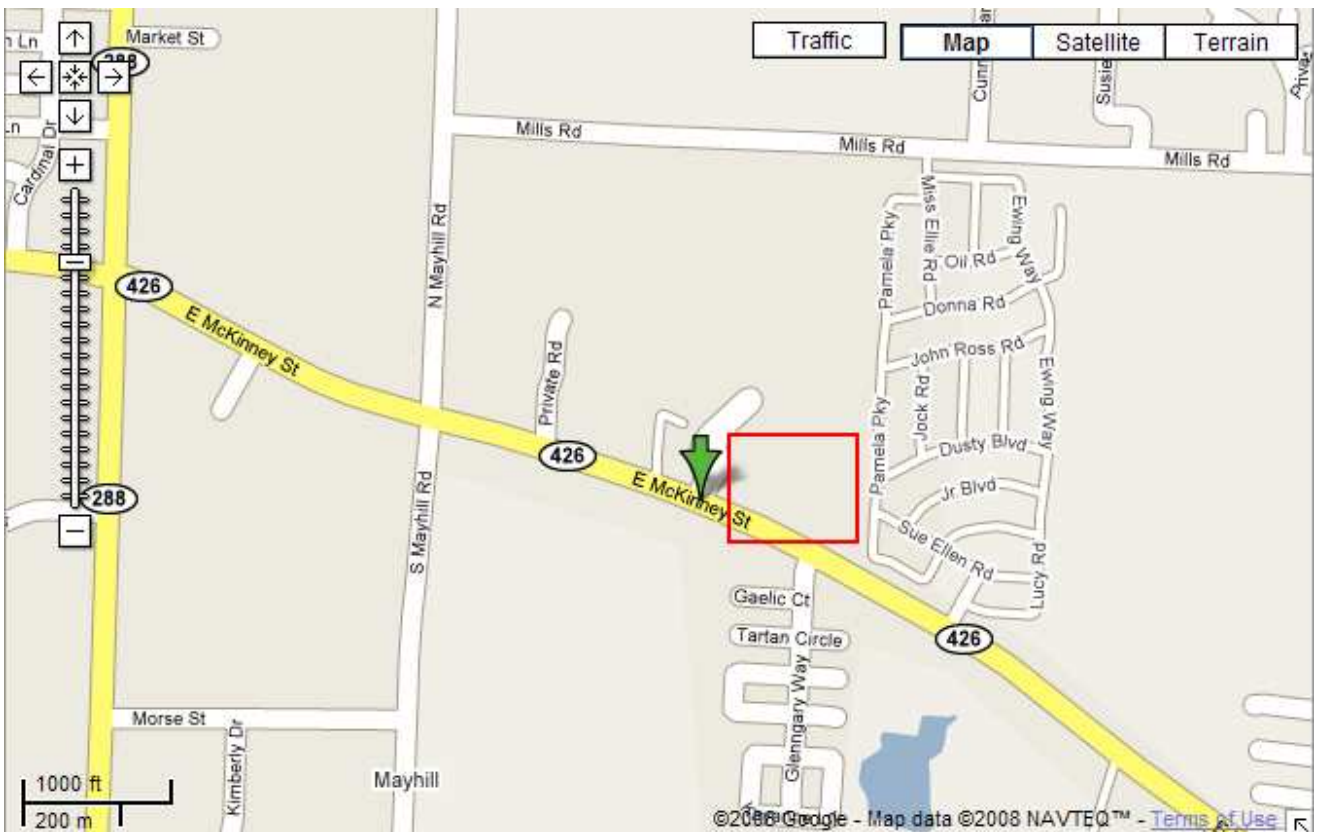 Market St
n Ln
288
Traffic
Map
Satellite
Terrain
Susie
Mills Rd
Mills Rd
Mills Rd
Cardinal Dr
N Mayhill Rd
Miss Ellie Rd
Pamela Pky
Ewing Way
Oil Rd
Donna Rd
426
E McKinney St
Private Rd
John Ross Rd
Jock Rd
Ewing Way
Pamela Pky
Dusty Blvd
426
E McKinney St
Jr Blvd
288
S Mayhill Rd
Sue Ellen Rd
Lucy Rd
Gaelic Ct
Tartan Circle
426
Glenngary Way
Morse St
Kimberly Dr
Mayhill
1000 ft
200 m
©2008 Google - Map data ©2008 NAVTEQ™ - Terms of Use